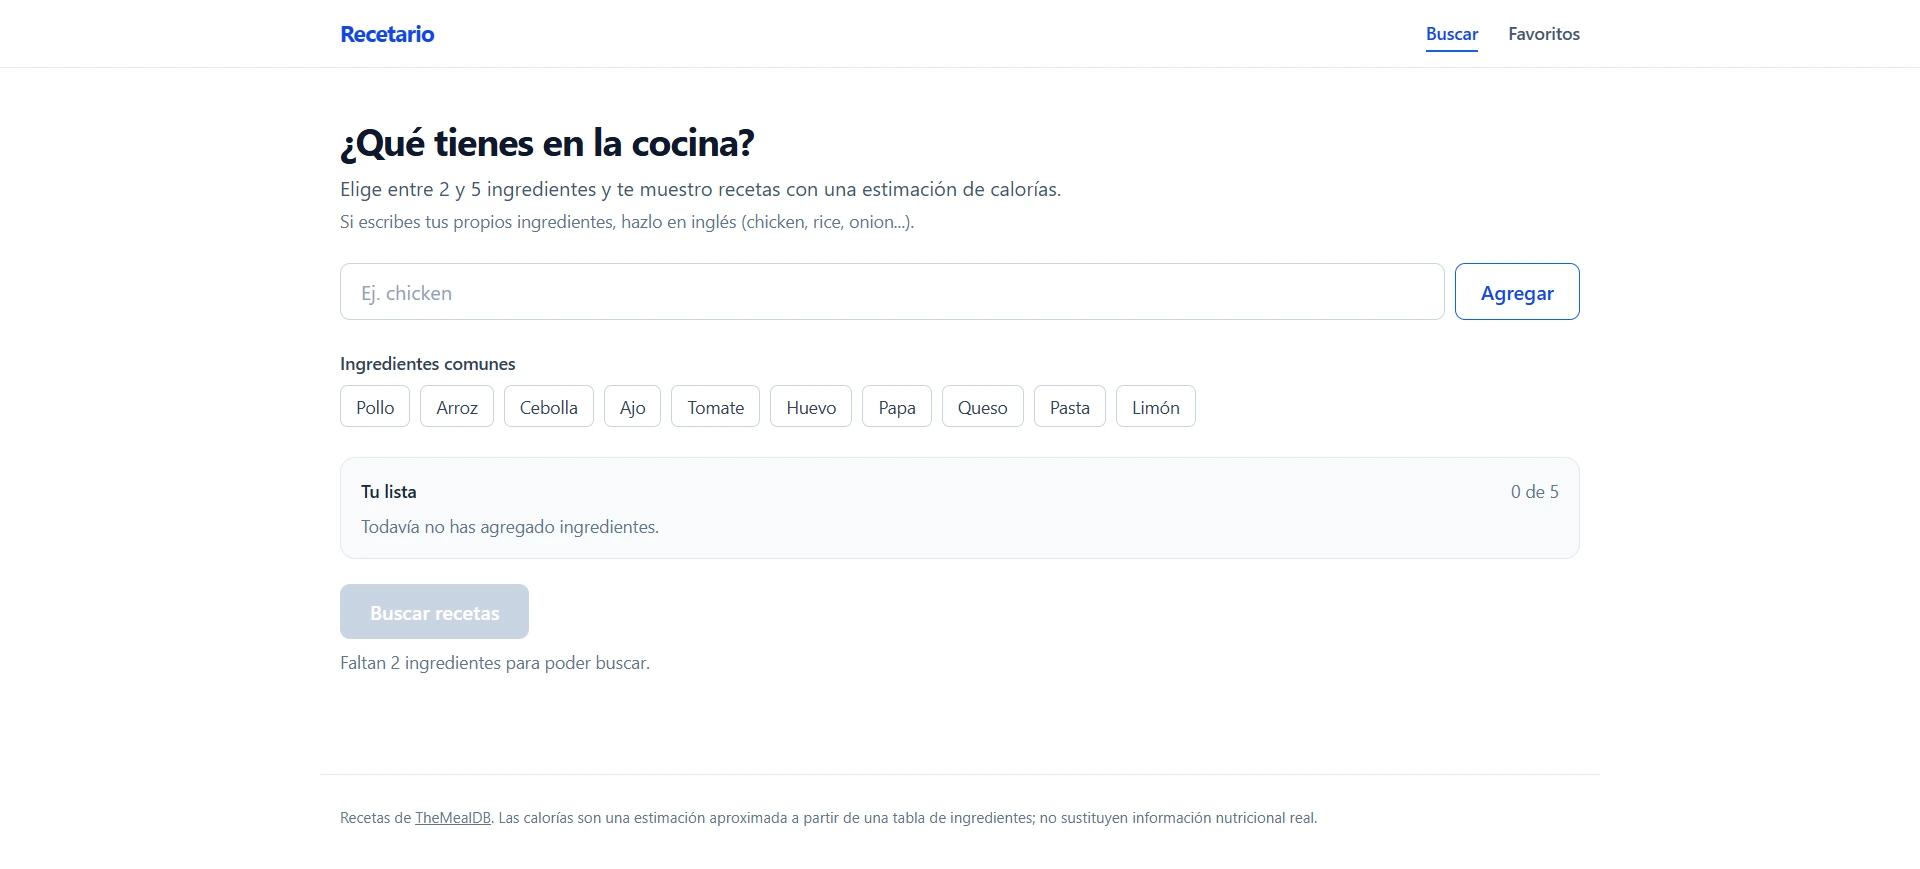 Recetario
Buscar
Favoritos
¿Qué tienes en la cocina?
Elige entre 2 y 5 ingredientes y te muestro recetas con una estimación de calorías.
Si escribes tus propios ingredientes, hazlo en inglés (chicken, rice, onion...).
Ej. chicken
Agregar
Ingredientes comunes
Pollo
Arroz
Cebolla
Ajo
Tomate
Huevo
Papa
Queso
Pasta
Limón
Tu lista
0 de 5
Todavía no has agregado ingredientes.
Buscar recetas
Faltan 2 ingredientes para poder buscar.
Recetas de TheMealDB. Las calorías son una estimación aproximada a partir de una tabla de ingredientes; no sustituyen información nutricional real.